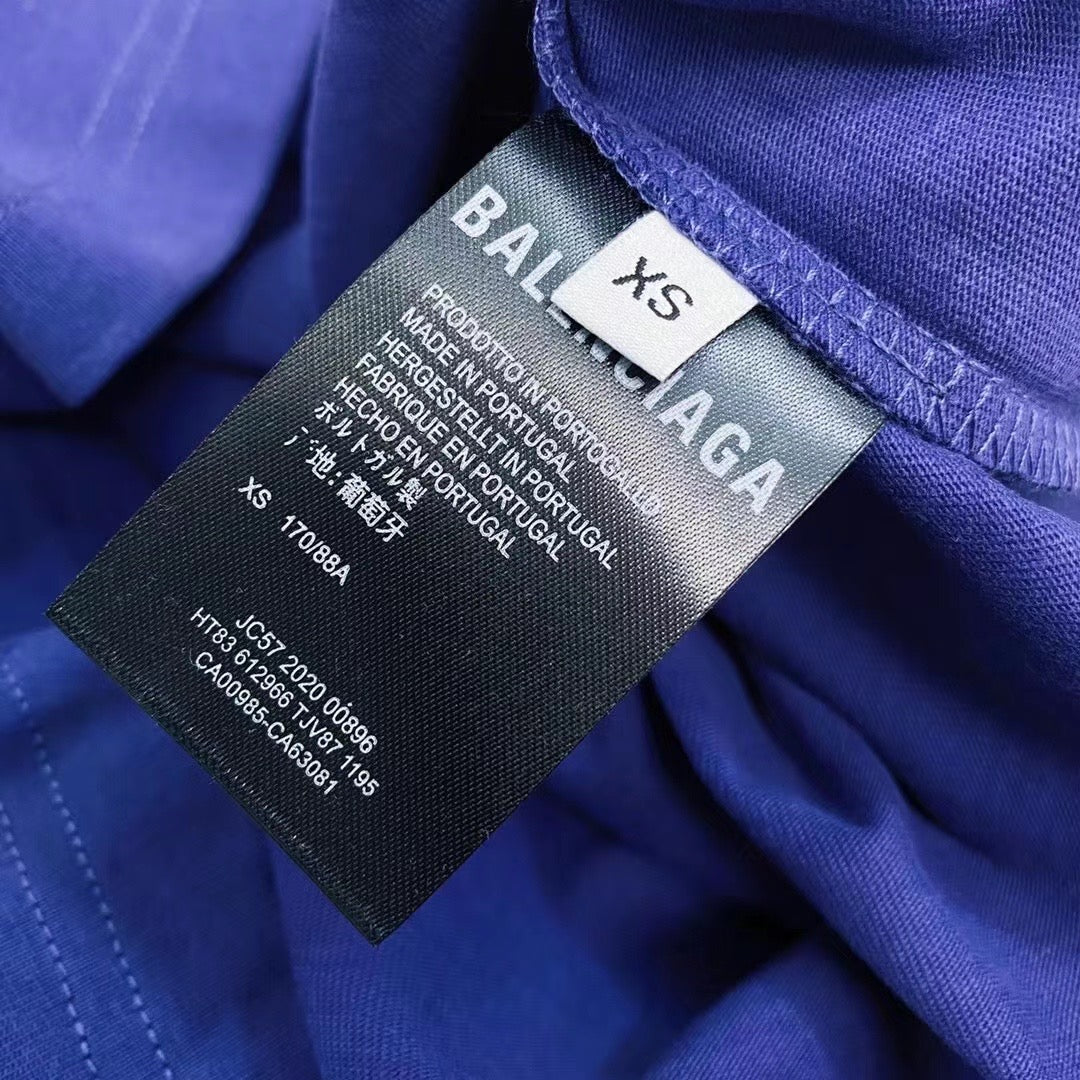 BALENCIAGA
XS
PRODOTTO IN PORTOGALLO
MADE IN PORTUGAL
HERGESTELLT IN PORTUGAL
FABRIQUE EN PORTUGAL
HECHO EN PORTUGAL
ポルトガル製
产地:葡萄牙
XS 170/88A
JC57 2020 00896
HT83 612966 TJV87 1195
CA00985-CA63081